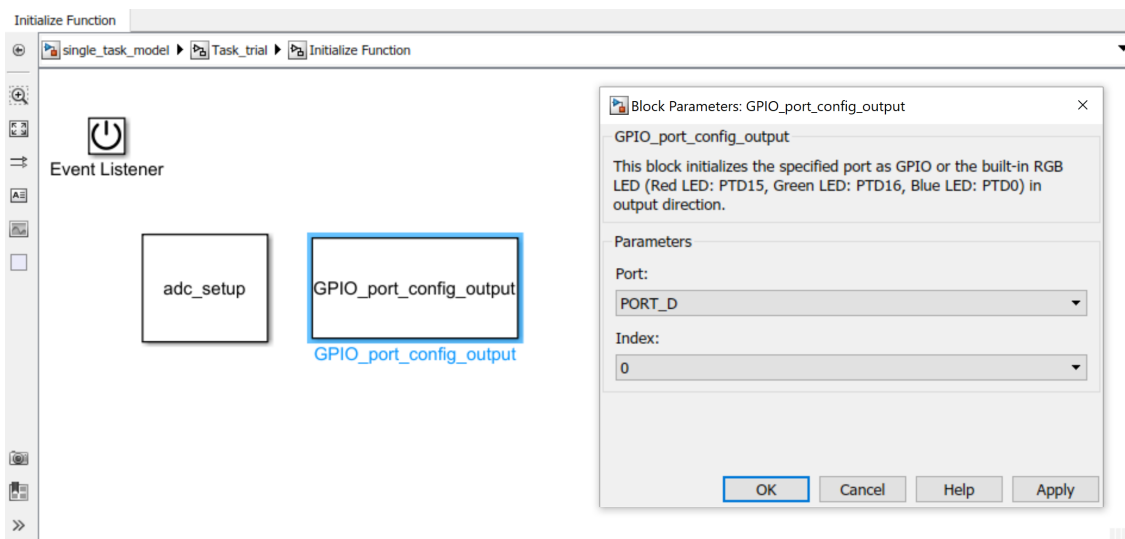 Initialize Function
single_task_model Task_trial Initialize Function
Event Listener
adc_setup
GPIO_port_config_output
GPIO_port_config_output
Block Parameters: GPIO_port_config_output
GPIO_port_config_output
This block initializes the specified port as GPIO or the built-in RGB
LED (Red LED: PTD15, Green LED: PTD16, Blue LED: PTD0) in
output direction.
Parameters
Port:
PORT_D
Index:
0
OK Cancel Help Apply